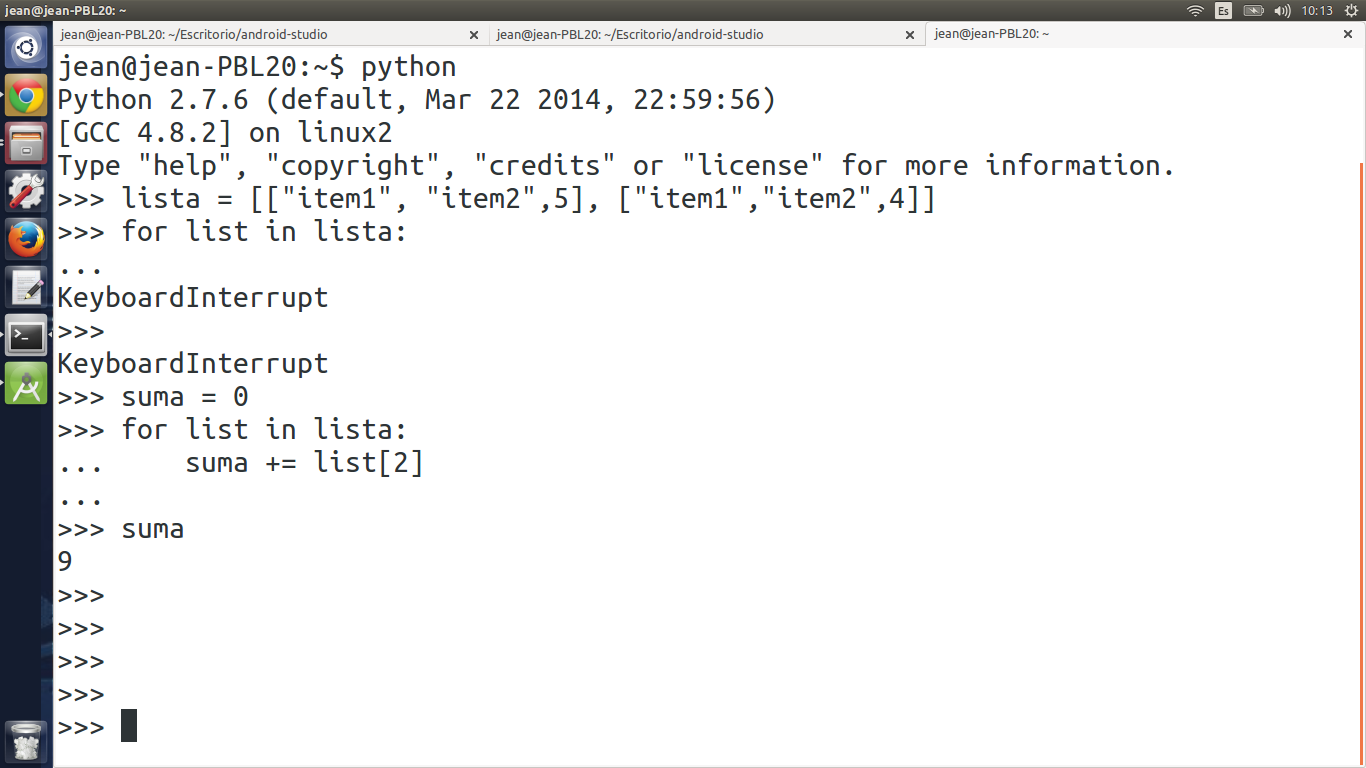 jean@jean-PBL20: ~
Es
10:13
jean@jean-PBL20: ~/Escritorio/android-studio
jean@jean-PBL20: ~/Escritorio/android-studio
jean@jean-PBL20: ~
jean@jean-PBL20:~$ python
Python 2.7.6 (default, Mar 22 2014, 22:59:56)
[GCC 4.8.2] on linux2
Type "help", "copyright", "credits" or "license" for more information.
>>> lista = [["item1", "item2",5], ["item1","item2",4]]
>>> for list in lista:
...
KeyboardInterrupt
>>>
KeyboardInterrupt
>>> suma = 0
>>> for list in lista:
...     suma += list[2]
...
>>> suma
9
>>>
>>>
>>>
>>>
>>>